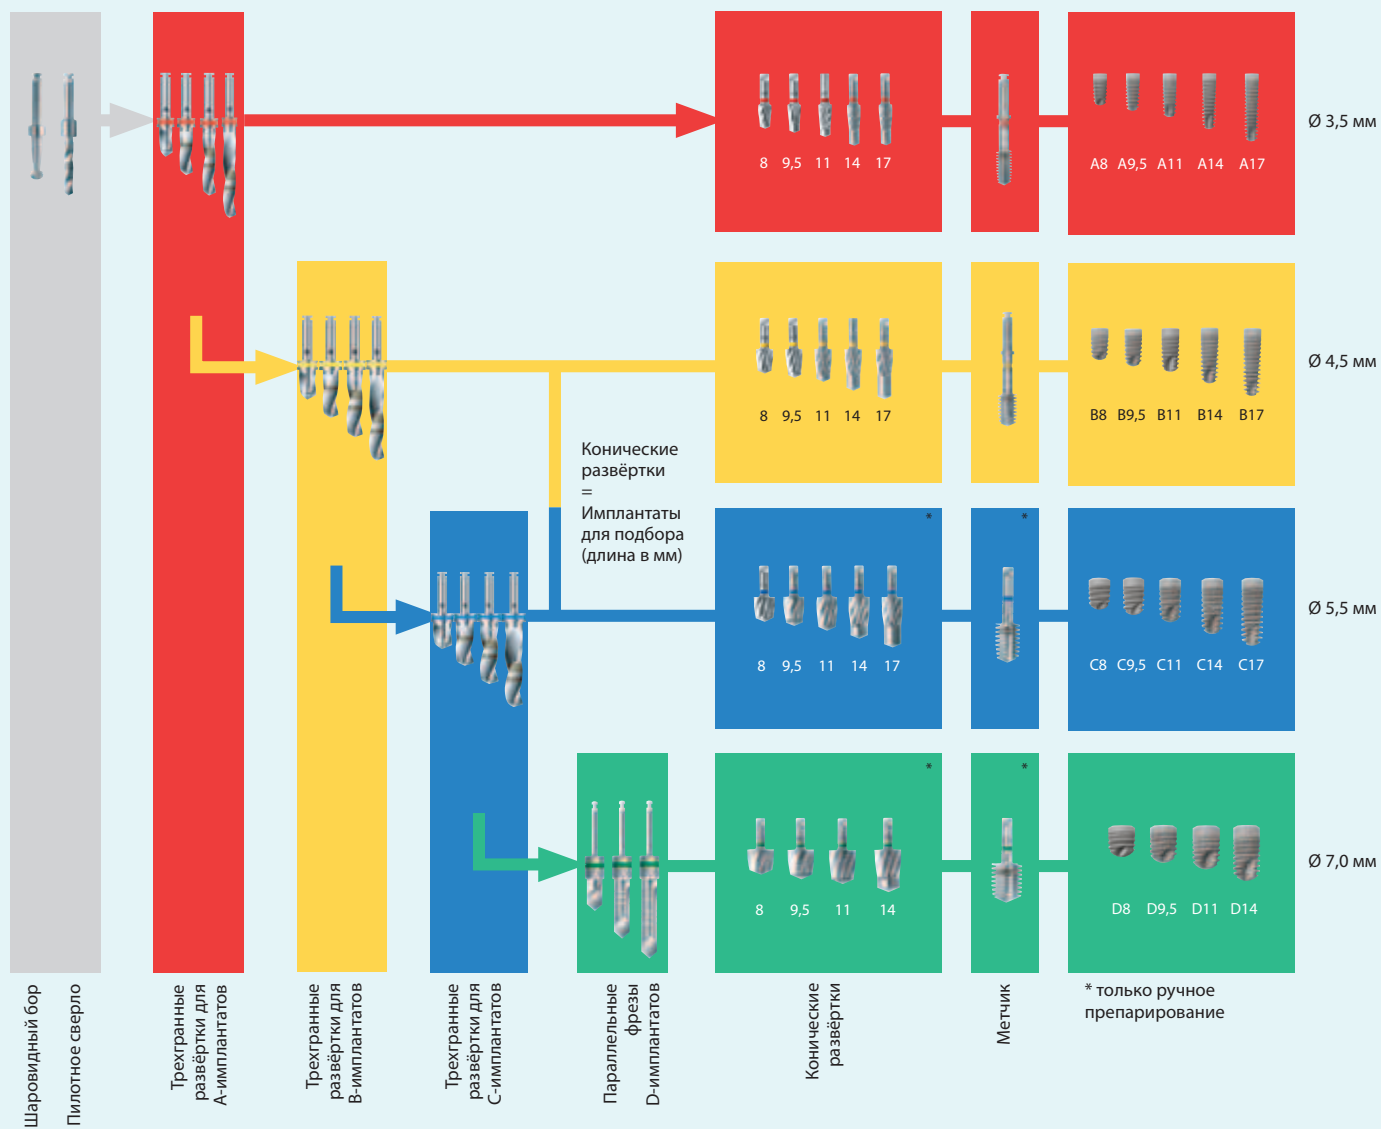 8 9,5 11 14 17
A8 A9,5 A11 A14 A17
Ø 3,5 мм
8 9,5 11 14 17
B8 B9,5 B11 B14 B17
Ø 4,5 мм
Конические
развёртки
=
Имплантаты
для подбора
(длина в мм)
*
*
8 9,5 11 14 17
C8 C9,5 C11 C14 C17
Ø 5,5 мм
*
*
8 9,5 11 14
D8 D9,5 D11 D14
Ø 7,0 мм
Шаровидный бор
Пилотное сверло
Трехгранные
развёртки для
A-имплантатов
Трехгранные
развёртки для
B-имплантатов
Трехгранные
развёртки для
C-имплантатов
Параллельные
фрезы
D-имплантатов
Конические
развёртки
Метчик
* только ручное
препарирование